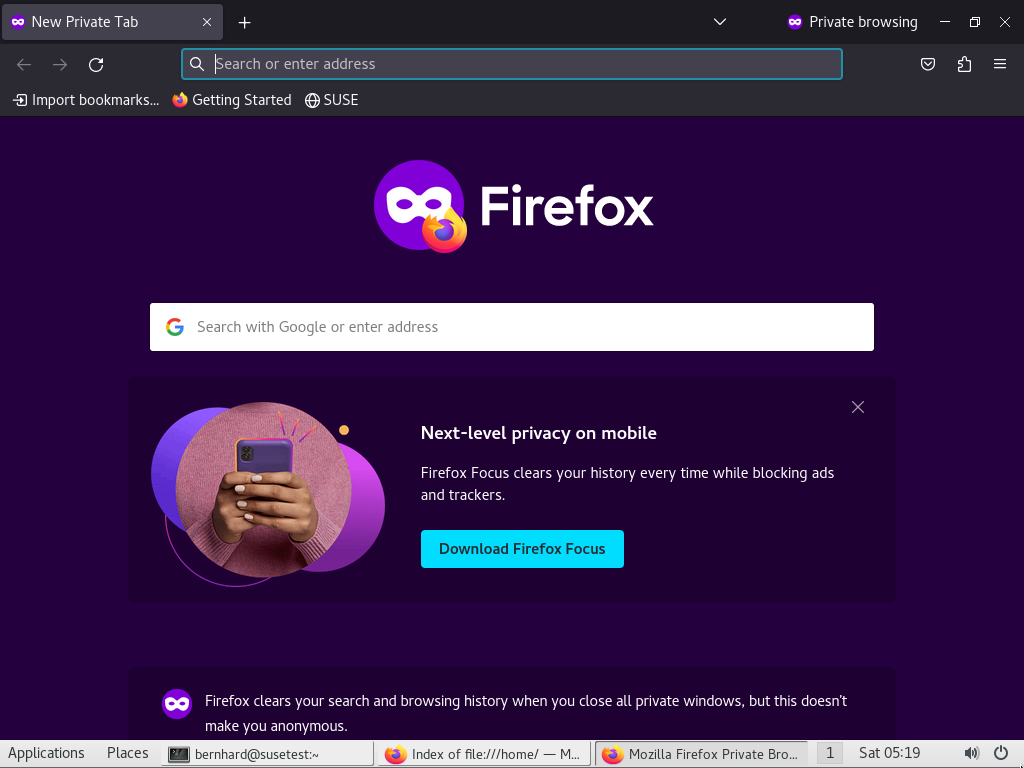 New Private Tab
Private browsing
Search or enter address
Import bookmarks...
Getting Started
SUSE
Firefox
Search with Google or enter address
Next-level privacy on mobile
Firefox Focus clears your history every time while blocking ads
and trackers.
Download Firefox Focus
Firefox clears your search and browsing history when you close all private windows, but this doesn't
make you anonymous.
Applications
Places
bernhard@susetest:~
Index of file:///home/ — M...
Mozilla Firefox Private Bro...
1
Sat 05:19